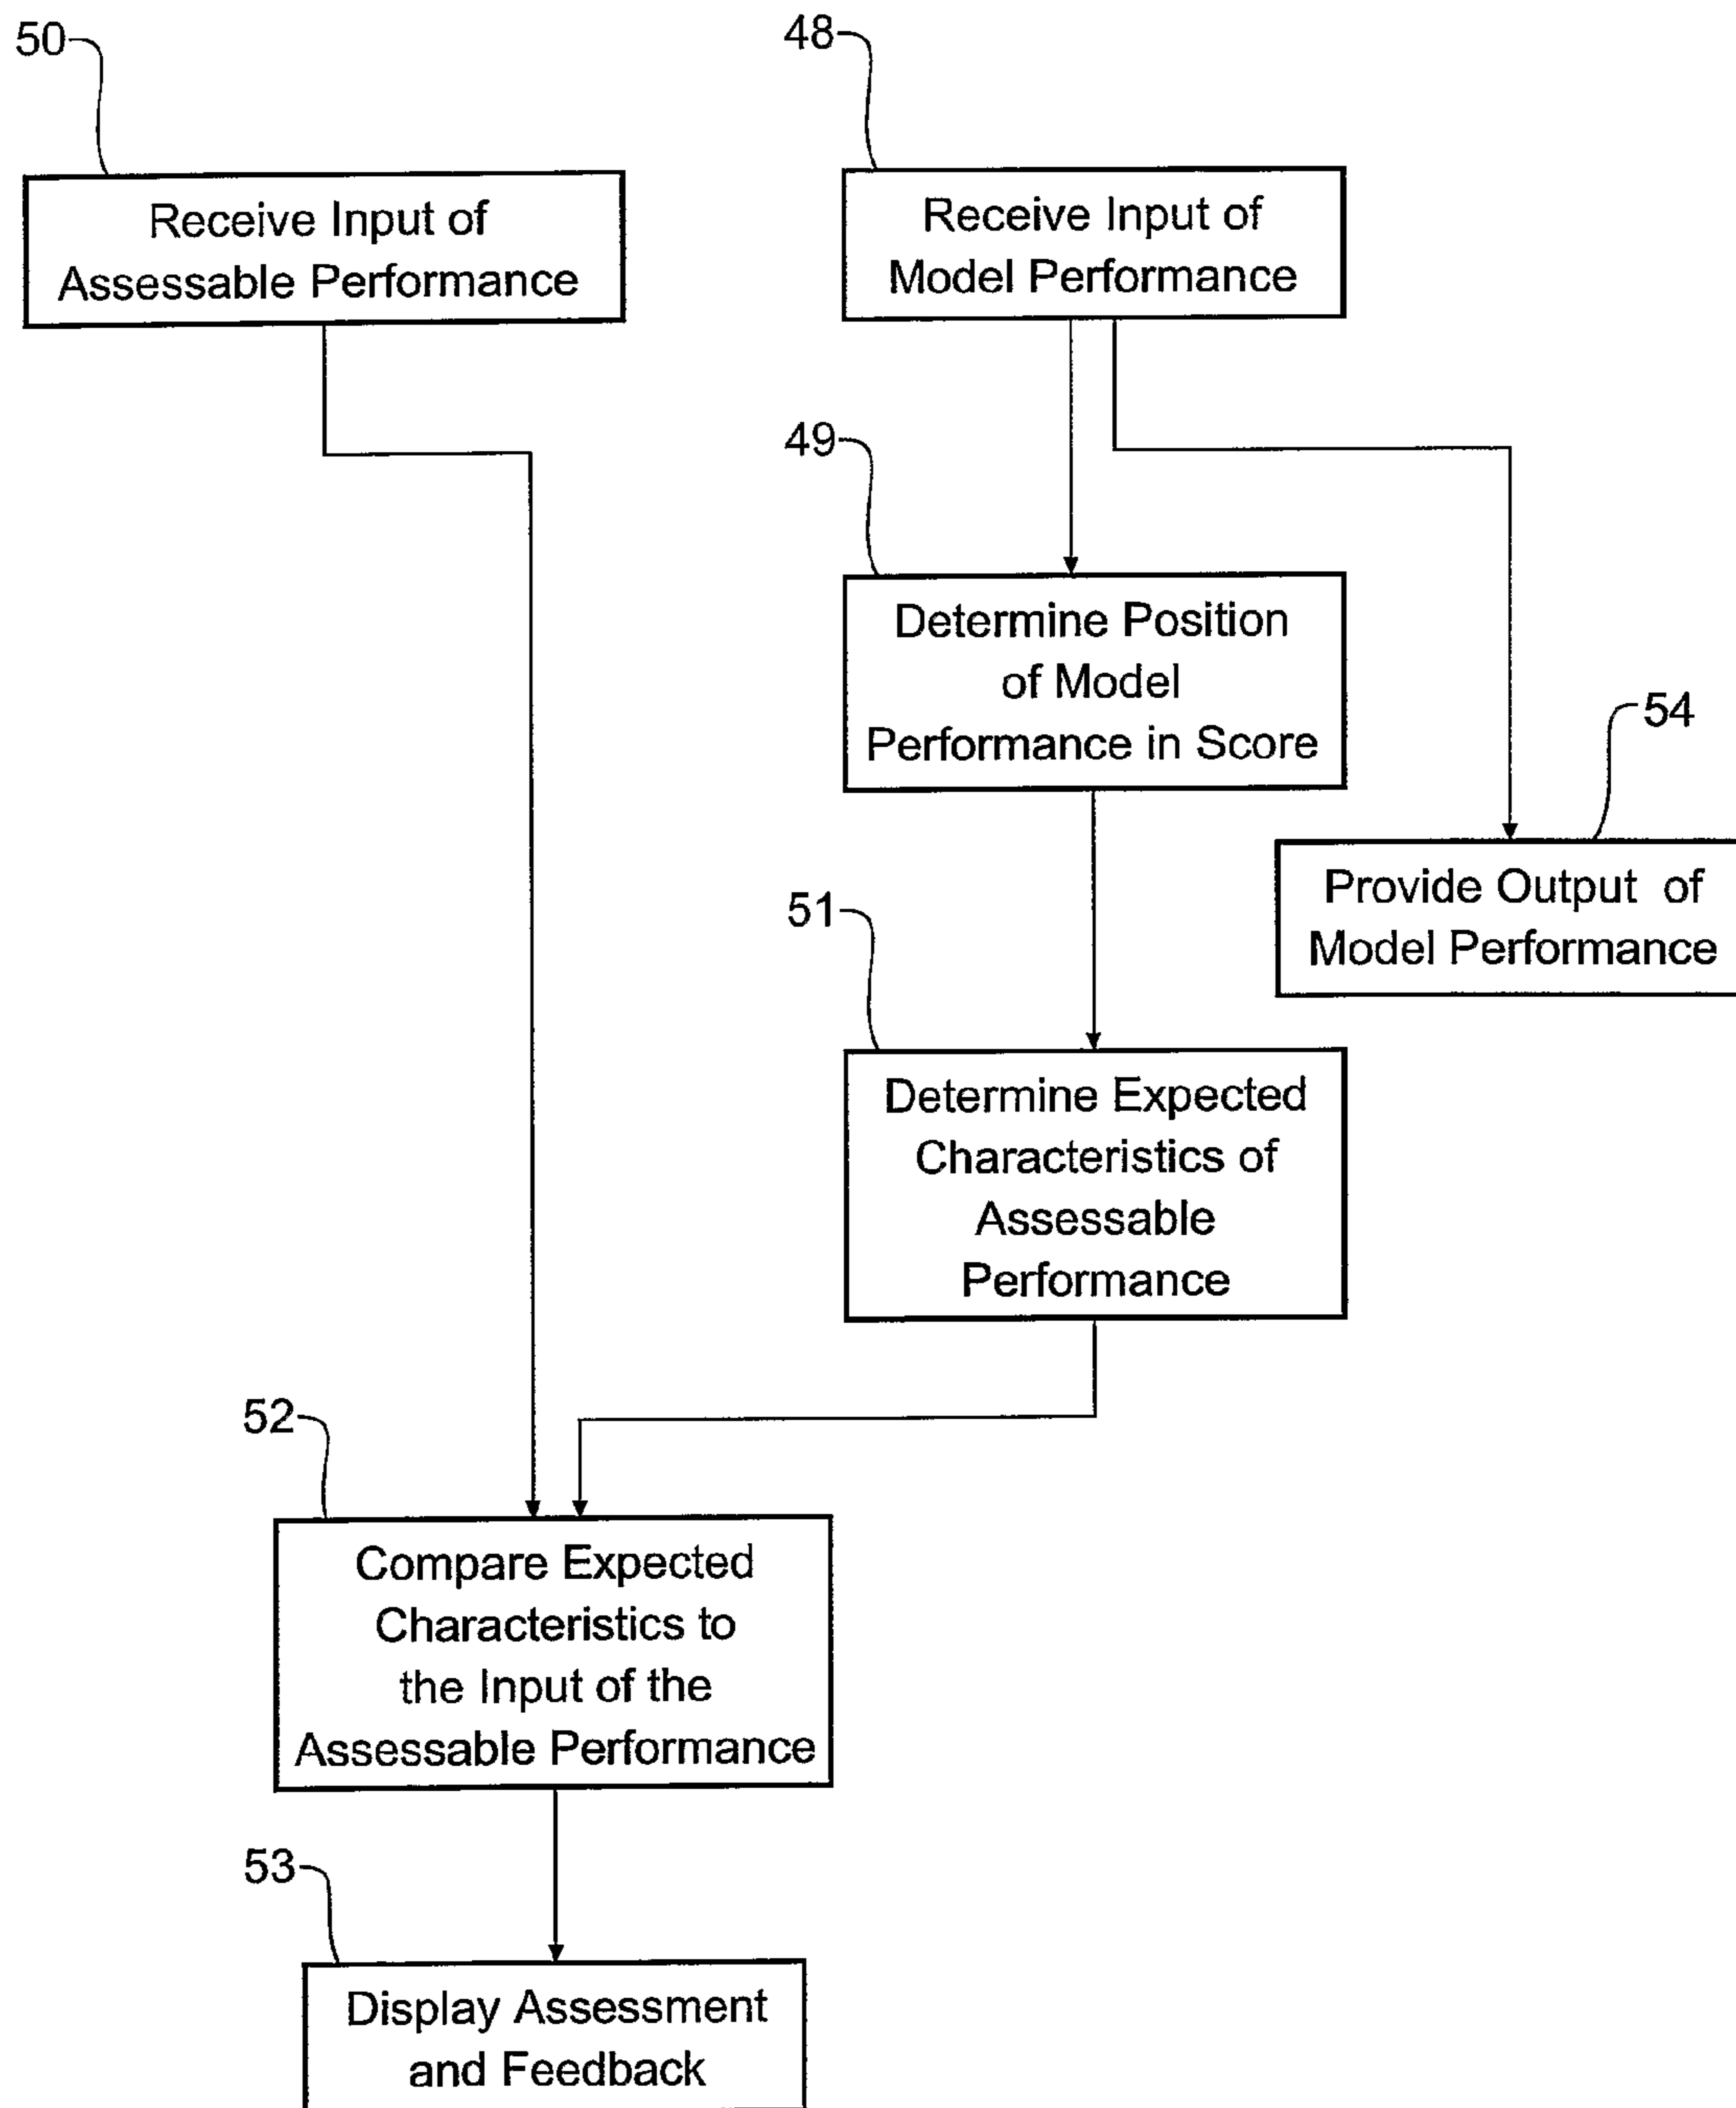 50
Receive Input of
Assessable Performance
48
Receive Input of
Model Performance
49
Determine Position
of Model
Performance in Score
54
Provide Output of
Model Performance
51
Determine Expected
Characteristics of
Assessable
Performance
52
Compare Expected
Characteristics to
the Input of the
Assessable Performance
53
Display Assessment
and Feedback